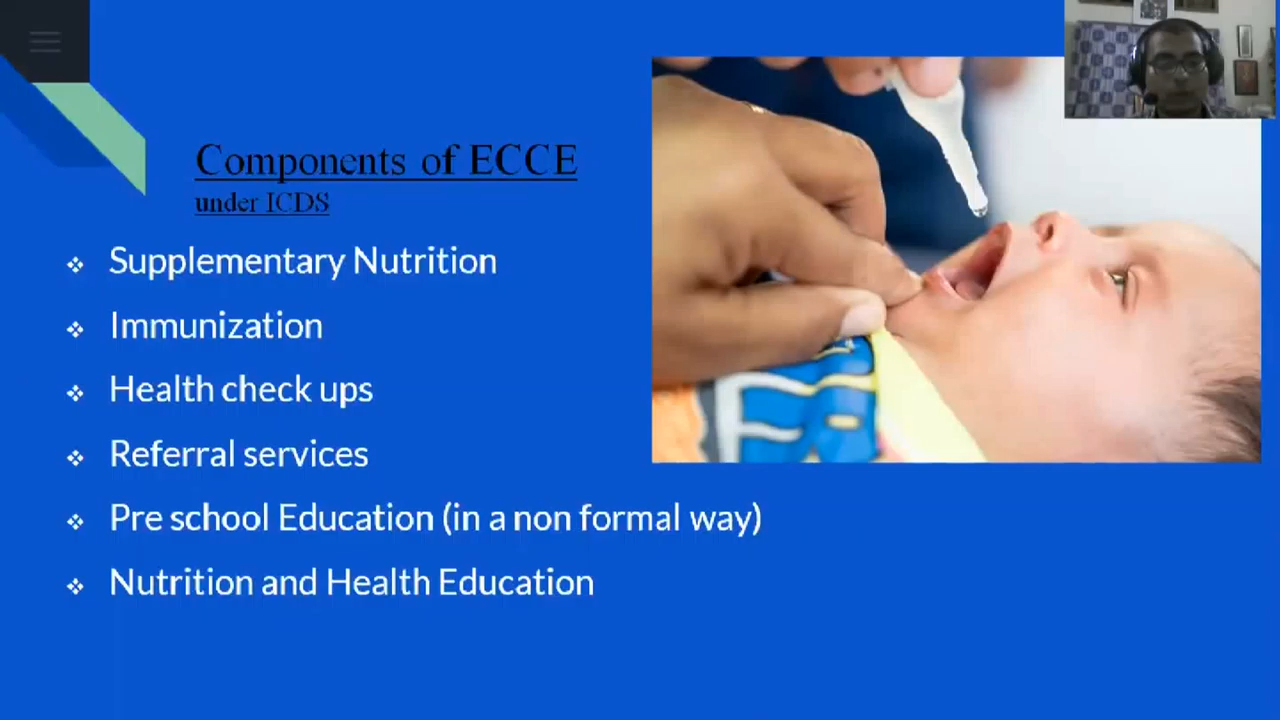 Components of ECCE
under ICDS
❖ Supplementary Nutrition
❖ Immunization
❖ Health check ups
❖ Referral services
❖ Pre school Education (in a non formal way)
❖ Nutrition and Health Education